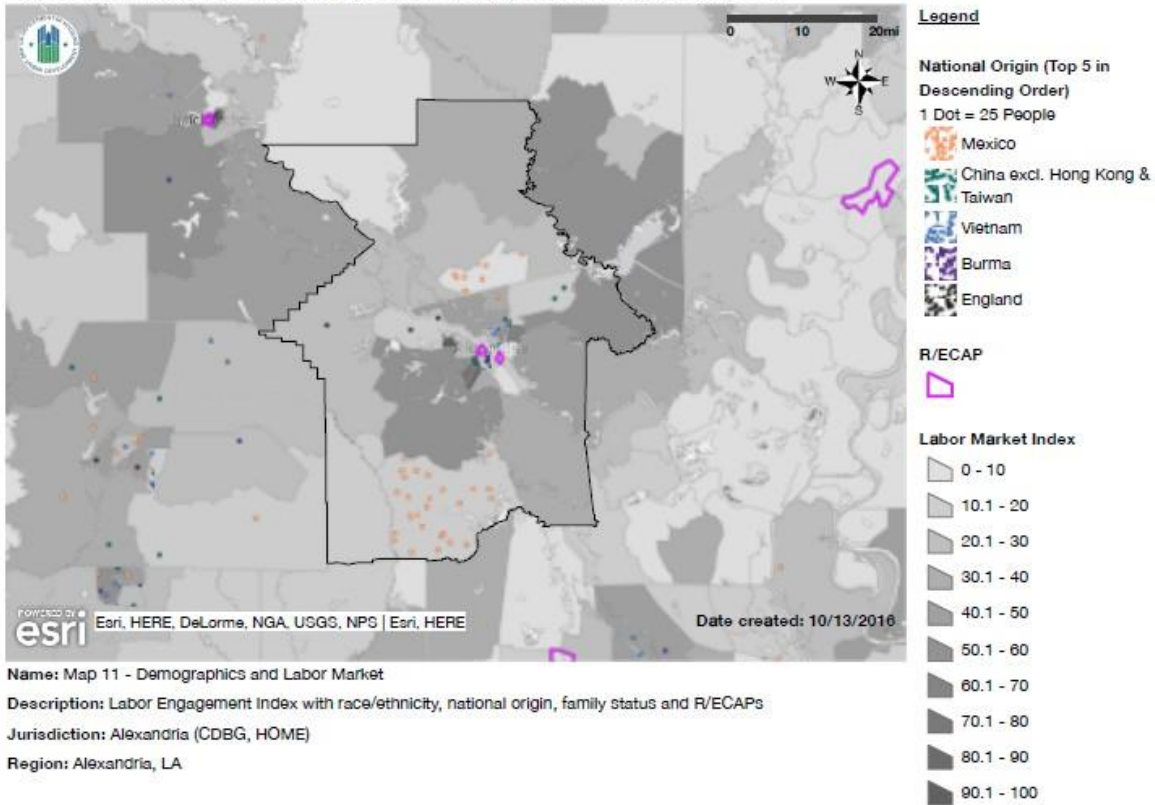 0 10 20mi
N
W E
S
POWERED BY
esri
Esri, HERE, DeLorme, NGA, USGS, NPS | Esri, HERE
Date created: 10/13/2016
Legend
National Origin (Top 5 in
Descending Order)
1 Dot = 25 People
Mexico
China excl. Hong Kong &
Taiwan
Vietnam
Burma
England
R/ECAP
Labor Market Index
0 - 10
10.1 - 20
20.1 - 30
30.1 - 40
40.1 - 50
50.1 - 60
60.1 - 70
70.1 - 80
80.1 - 90
90.1 - 100
Name: Map 11 - Demographics and Labor Market
Description: Labor Engagement Index with race/ethnicity, national origin, family status and R/ECAPs
Jurisdiction: Alexandria (CDBG, HOME)
Region: Alexandria, LA